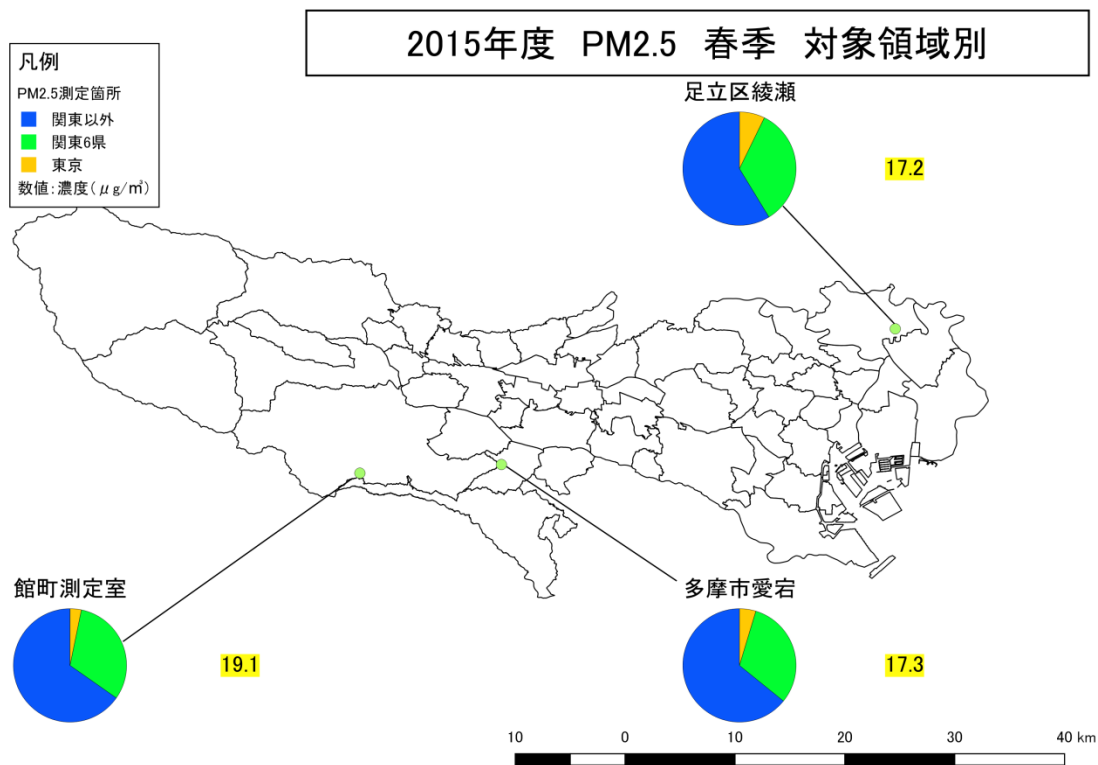 2015年度 PM2.5 春季 対象領域別
凡例
PM2.5測定箇所
関東以外
関東6県
東京
数値:濃度(μg/㎥)
足立区綾瀬
17.2
館町測定室
19.1
多摩市愛宕
17.3
10 0 10 20 30 40 km